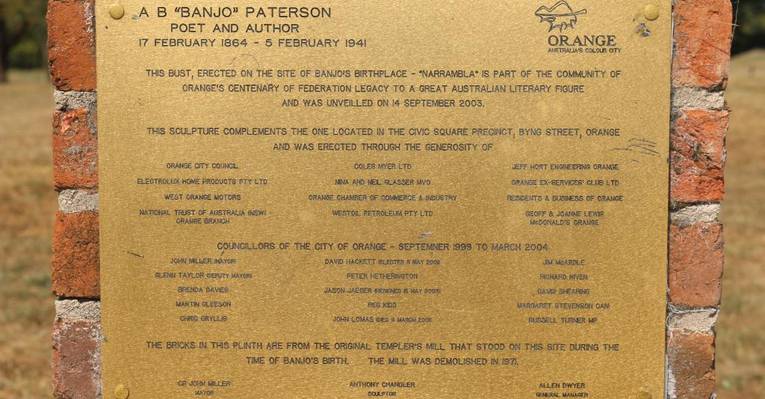 A B "BANJO" PATERSON
POET AND AUTHOR
17 FEBRUARY 1864 - 5 FEBRUARY 1941
ORANGE
AUSTRALIA'S COLOUR CITY
THIS BUST, ERECTED ON THE SITE OF BANJO'S BIRTHPLACE - "NARRAMBLA" IS PART OF THE COMMUNITY OF
ORANGE'S CENTENARY OF FEDERATION LEGACY TO A GREAT AUSTRALIAN LITERARY FIGURE
AND WAS UNVEILED ON 14 SEPTEMBER 2003.
THIS SCULPTURE COMPLEMENTS THE ONE LOCATED IN THE CIVIC SQUARE PRECINCT, BYNG STREET, ORANGE
AND WAS ERECTED THROUGH THE GENEROSITY OF
ORANGE CITY COUNCIL COLES MYER LTD JEFF HORT ENGINEERING ORANGE
ELECTROLUX HOME PRODUCTS PTY LTD NINA AND NEIL GLASSER MVO ORANGE EX-SERVICES' CLUB LTD
WEST ORANGE MOTORS ORANGE CHAMBER OF COMMERCE & INDUSTRY RESIDENTS & BUSINESS OF ORANGE
NATIONAL TRUST OF AUSTRALIA (NSW) - WESTOIL PETROLEUM PTY LTD GEOFF & JOANNE LEWIS
ORANGE BRANCH McDONALD'S ORANGE
COUNCILLORS OF THE CITY OF ORANGE - SEPTEMNER 1999 TO MARCH 2004
JOHN MILLER (MAYOR) DAVID HACKETT (ELECTED MAY JIM McARDLE
GLENN TAYLOR (DEPUTY MAYOR) PETER HETHERINGTON RICHARD NIVEN
BRENDA DAVIES JASON JAEGER (RESIGNED MAY DAVID SHEARING
MARTIN GLEESON REG KIDD MARGARET STEVENSON OAM
CHRIS GRYLLIS JOHN LOMAS (DIED MARCH RUSSELL TURNER MP
THE BRICKS IN THIS PLINTH ARE FROM THE ORIGINAL TEMPLER'S MILL THAT STOOD ON THIS SITE DURING THE
TIME OF BANJO'S BIRTH. THE MILL WAS DEMOLISHED IN 1971.
CR JOHN MILLER ANTHONY CHANDLER ALLEN DWYER
MAYOR SCULPTOR GENERAL MANAGER